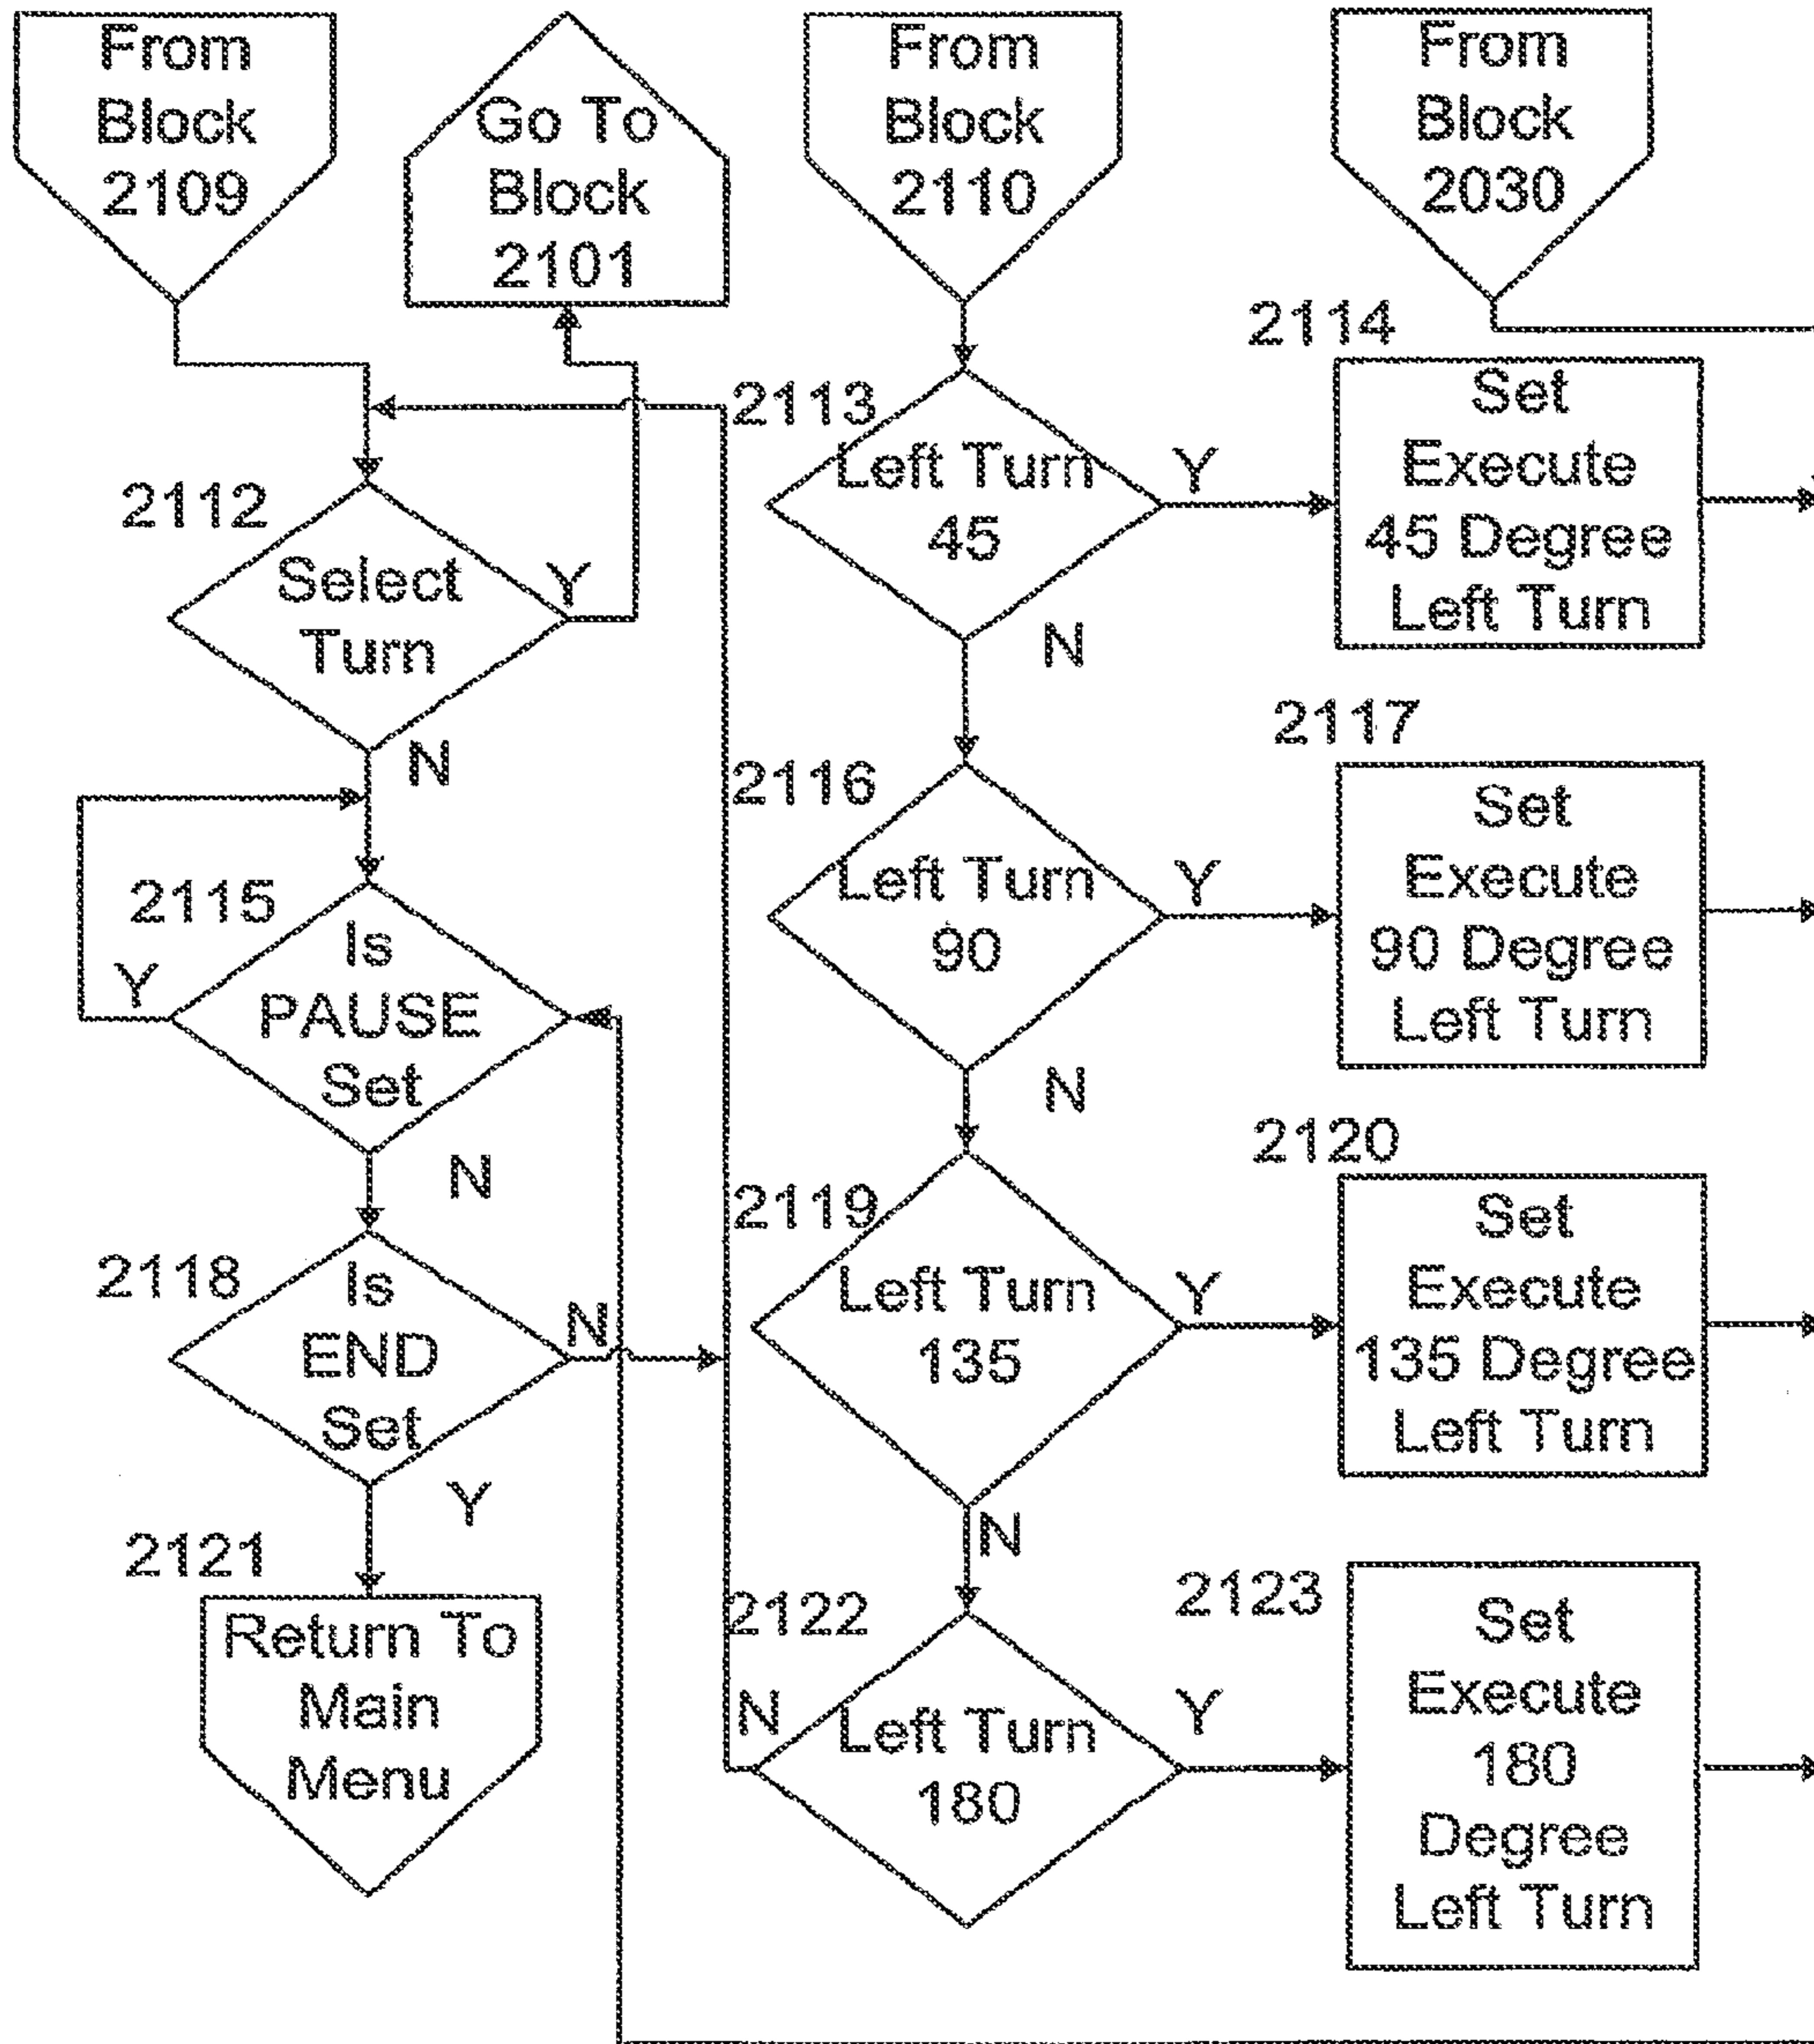 From
Block
2109
Go To
Block
2101
From
Block
2110
From
Block
2030
2112
Select
Turn
Y
N
2115
Is
PAUSE
Set
Y
N
2118
Is
END
Set
N
Y
2121
Return To
Main
Menu
2113
Left Turn
45
Y
N
2114
Set
Execute
45 Degree
Left Turn
2116
Left Turn
90
Y
N
2117
Set
Execute
90 Degree
Left Turn
2119
Left Turn
135
Y
N
2120
Set
Execute
135 Degree
Left Turn
2122
Left Turn
180
N
Y
2123
Set
Execute
180
Degree
Left Turn